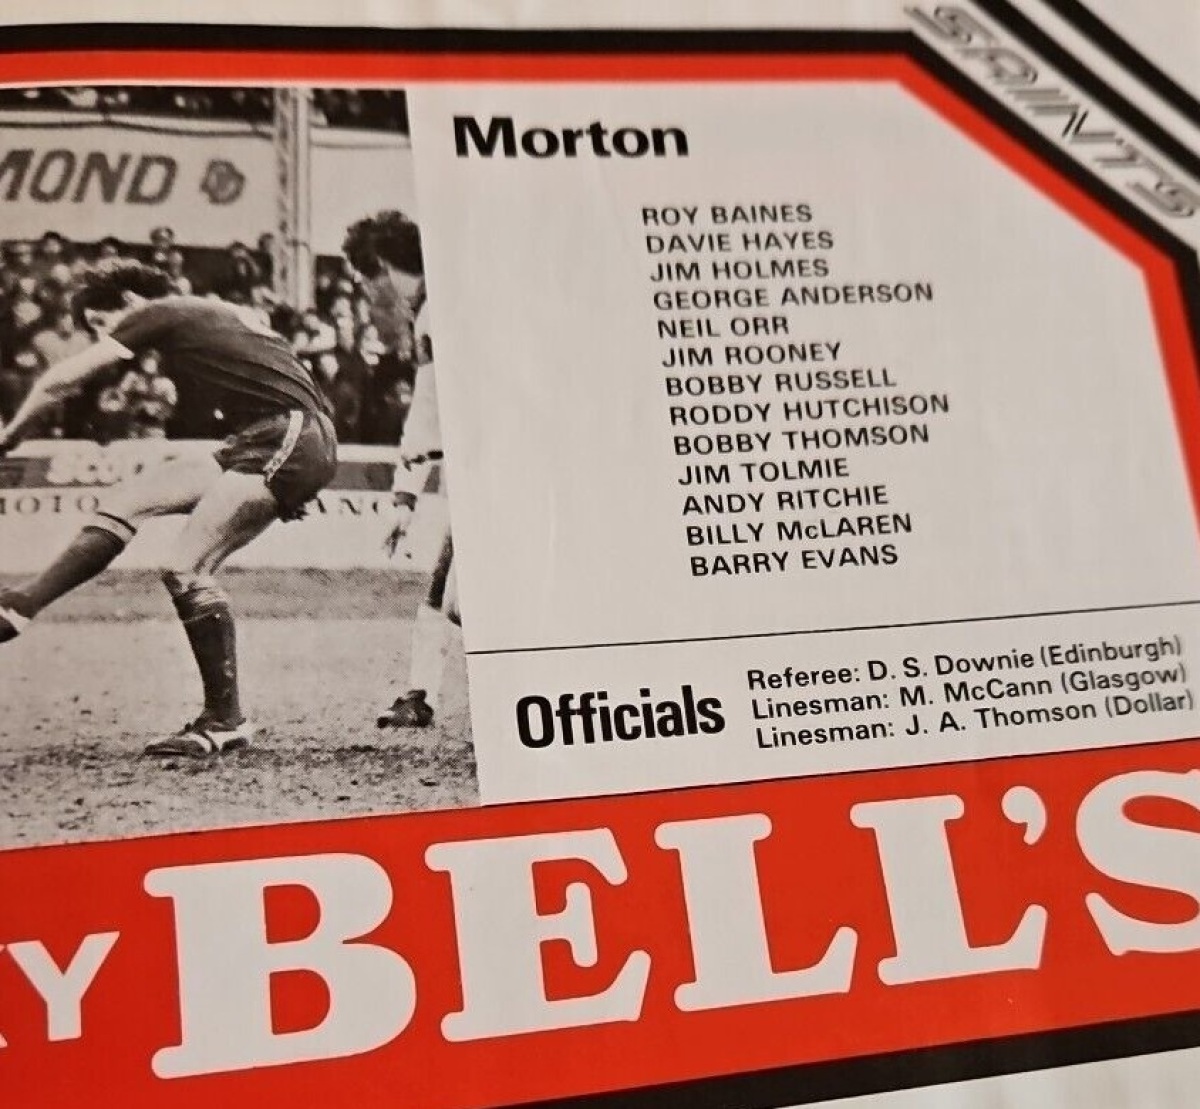 SAINTS
MOND
Morton
ROY BAINES
DAVIE HAYES
JIM HOLMES
GEORGE ANDERSON
NEIL ORR
JIM ROONEY
BOBBY RUSSELL
RODDY HUTCHISON
BOBBY THOMSON
JIM TOLMIE
ANDY RITCHIE
BILLY McLAREN
BARRY EVANS
Officials
Referee: D. S. Downie (Edinburgh)
Linesman: M. McCann (Glasgow)
Linesman: J. A. Thomson (Dollar)
KY BELL'S